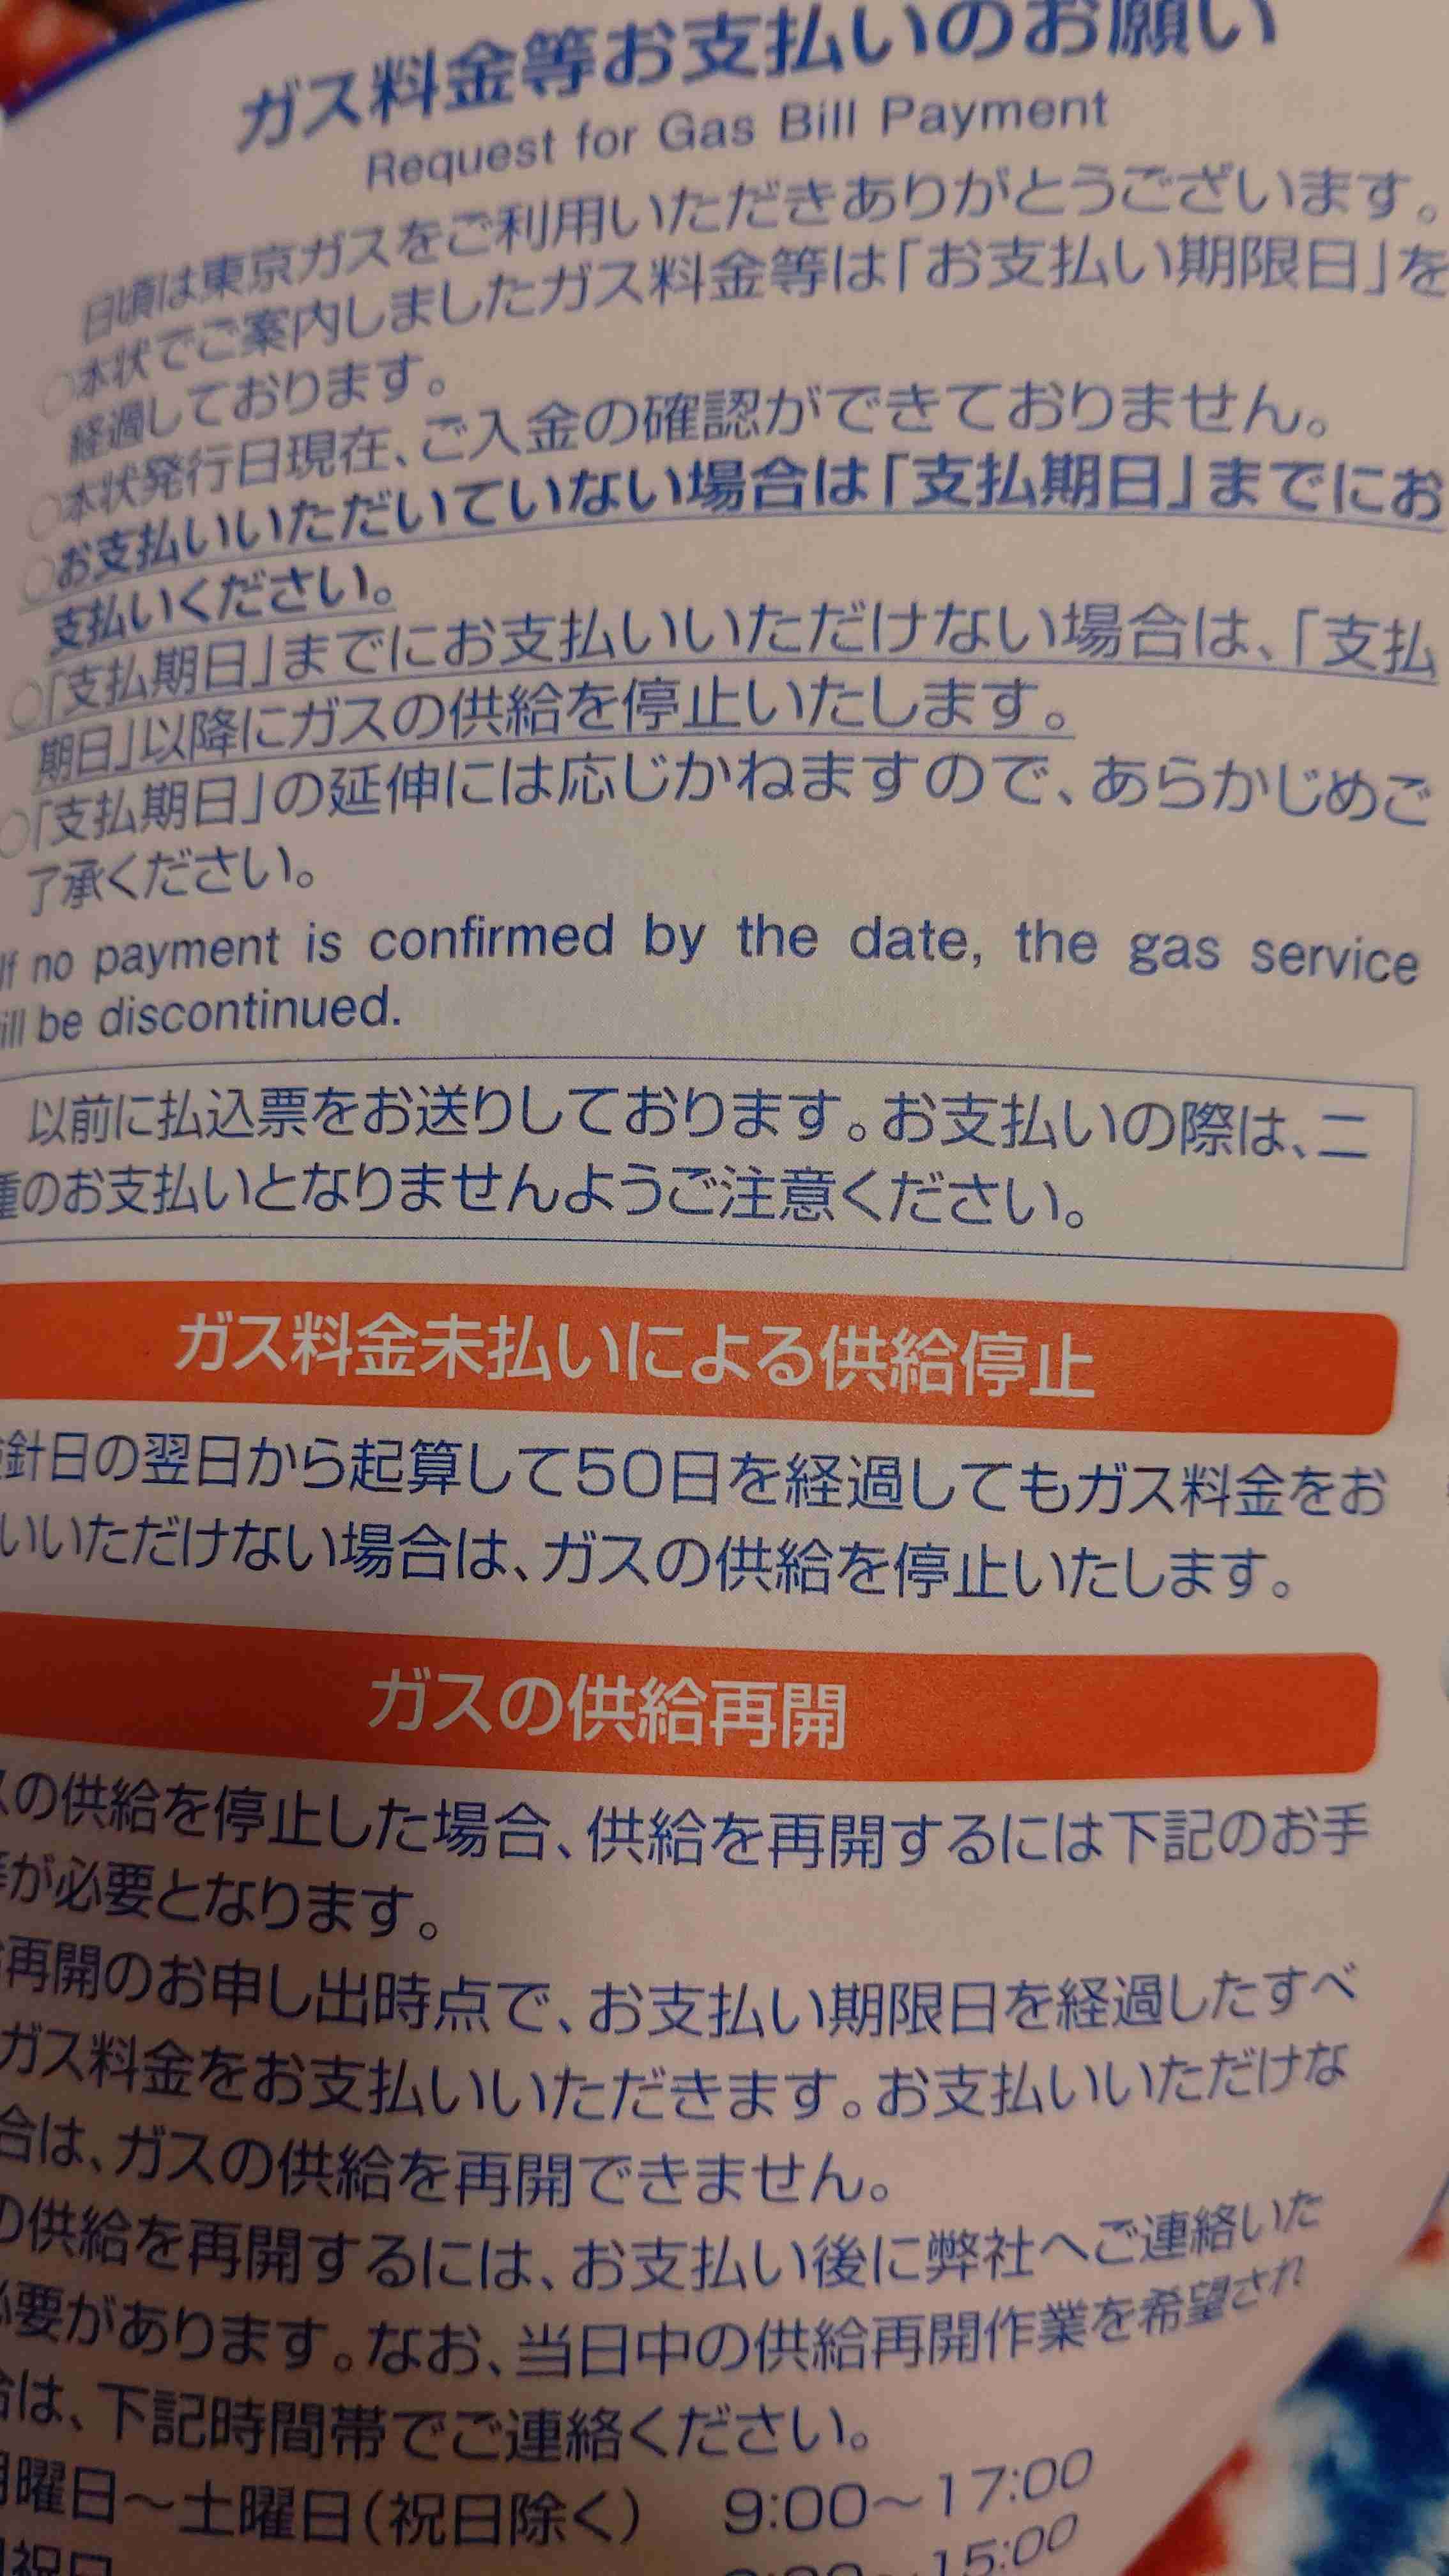 ガス料金等お支払いのお願い
Request for Gas Bill Payment
日頃は東京ガスをご利用いただきありがとうございます。
○本状でご案内しましたガス料金等は「お支払い期限日」を
経過しております。
○本状発行日現在、ご入金の確認ができておりません。
○お支払いいただいていない場合は「支払期日」までにお
支払いください。
○「支払期日」までにお支払いいただけない場合は、「支払
期日」以降にガスの供給を停止いたします。
○「支払期日」の延伸には応じかねますので、あらかじめご
了承ください。
If no payment is confirmed by the date, the gas service
ill be discontinued.
以前に払込票をお送りしております。お支払いの際は、二
重のお支払いとなりませんようご注意ください。
ガス料金未払いによる供給停止
針日の翌日から起算して50日を経過してもガス料金をお
いいただけない場合は、ガスの供給を停止いたします。
ガスの供給再開
スの供給を停止した場合、供給を再開するには下記のお手
が必要となります。
再開のお申し出時点で、お支払い期限日を経過したすべ
ガス料金をお支払いいただきます。お支払いいただけな
合は、ガスの供給を再開できません。
の供給を再開するには、お支払い後に弊社へご連絡いた
必要があります。なお、当日中の供給再開作業を希望され
合は、下記時間帯でご連絡ください。
月曜日～土曜日（祝日除く） 9:00～17:00
祝日 ～15:00